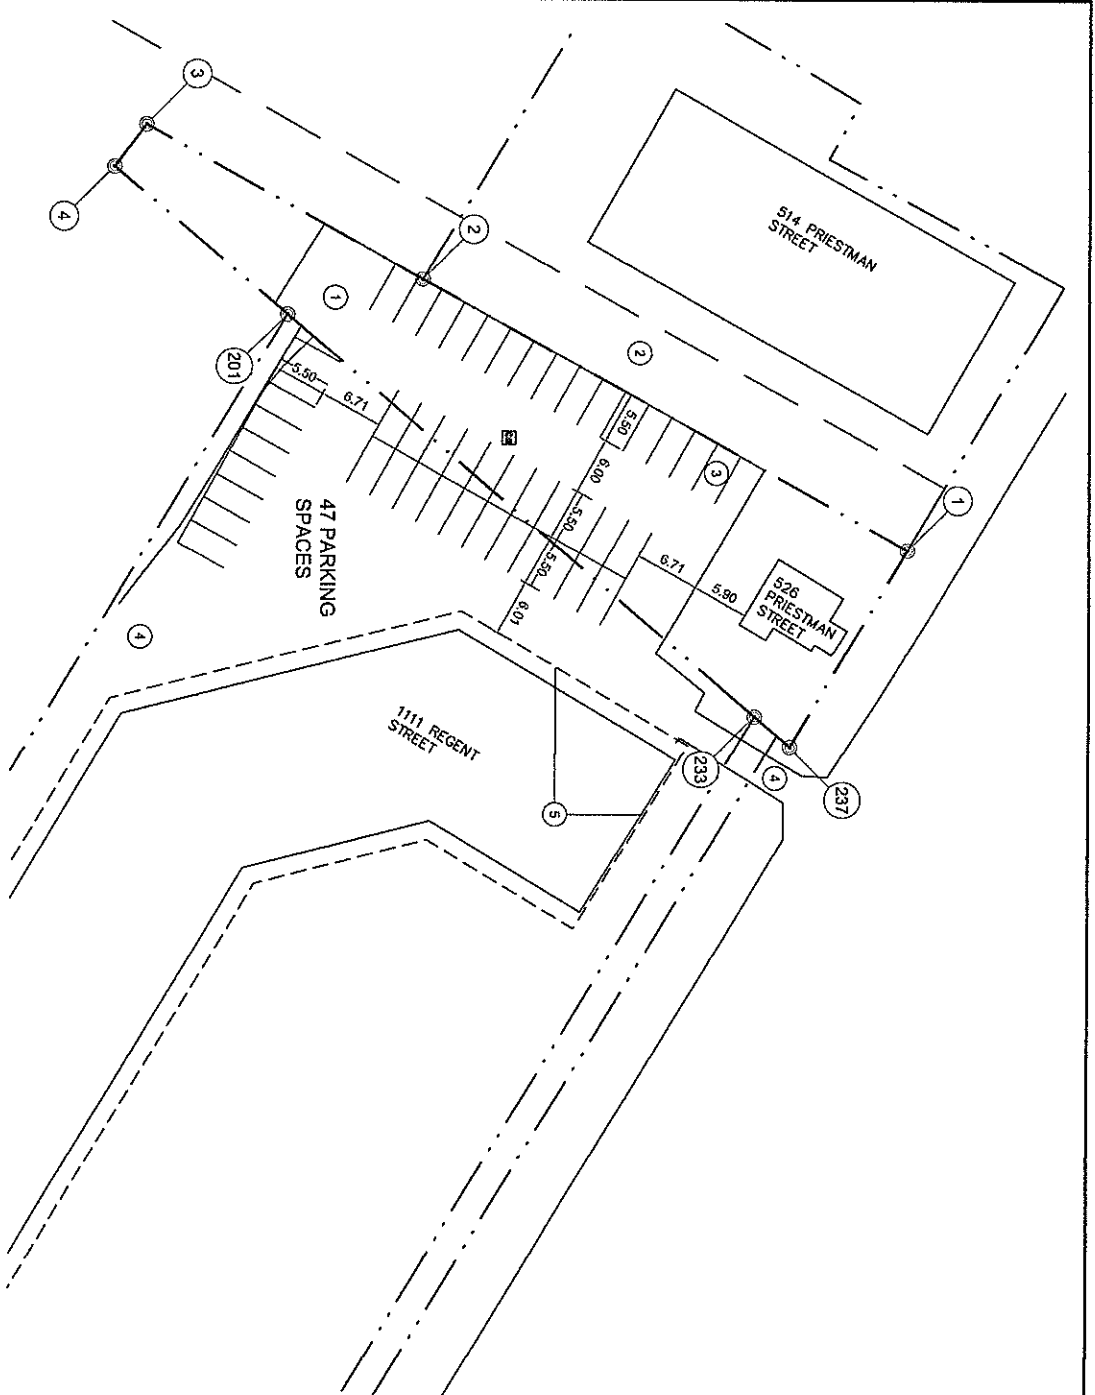 3
4
2
514 PRIESTMAN
STREET
1
2
201
5.50
6.71
5.50
6.00
3
1
5.50
5.50
6.01
6.71
5.90
526
PRIESTMAN
STREET
47 PARKING
SPACES
4
1111 REGENT
STREET
233
4
237
5